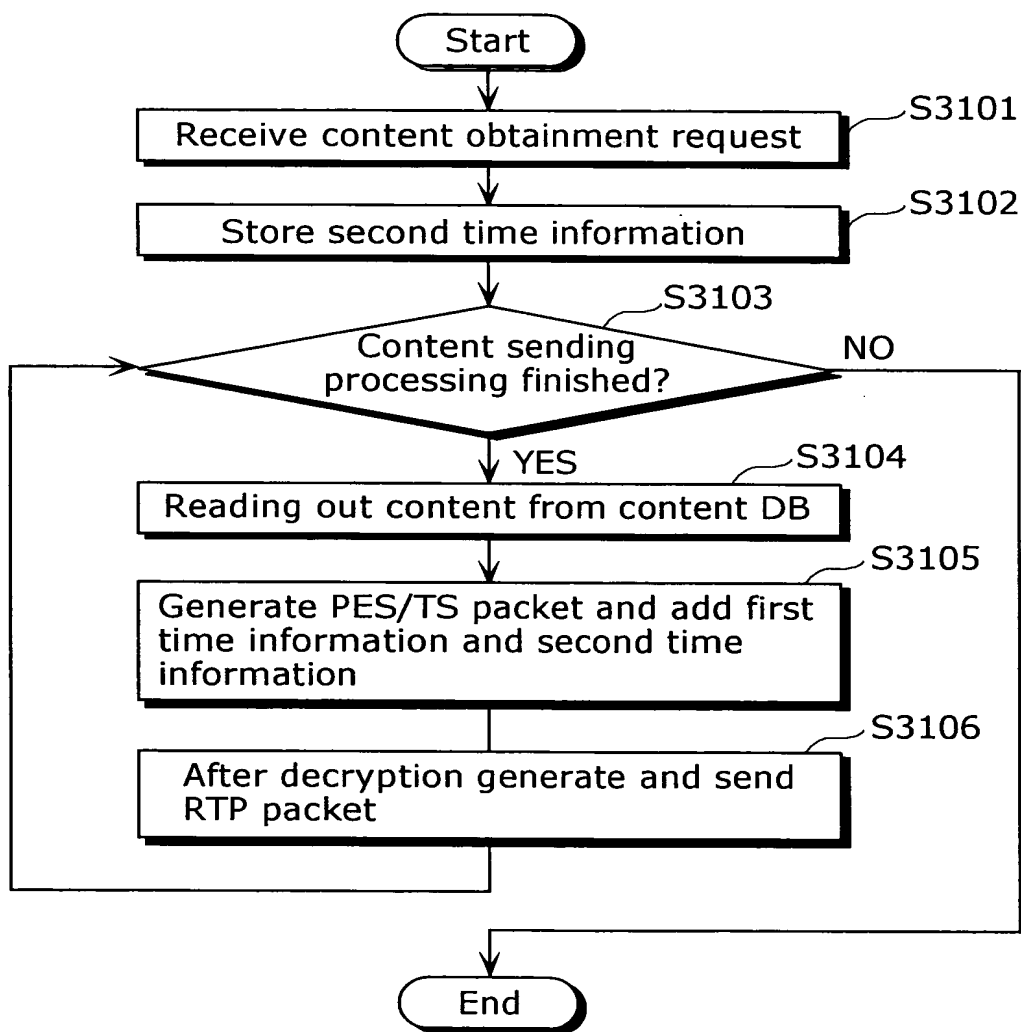 Start
S3101
Receive content obtainment request
S3102
Store second time information
S3103
Content sending
processing finished?
NO
YES
S3104
Reading out content from content DB
S3105
Generate PES/TS packet and add first
time information and second time
information
S3106
After decryption generate and send
RTP packet
End